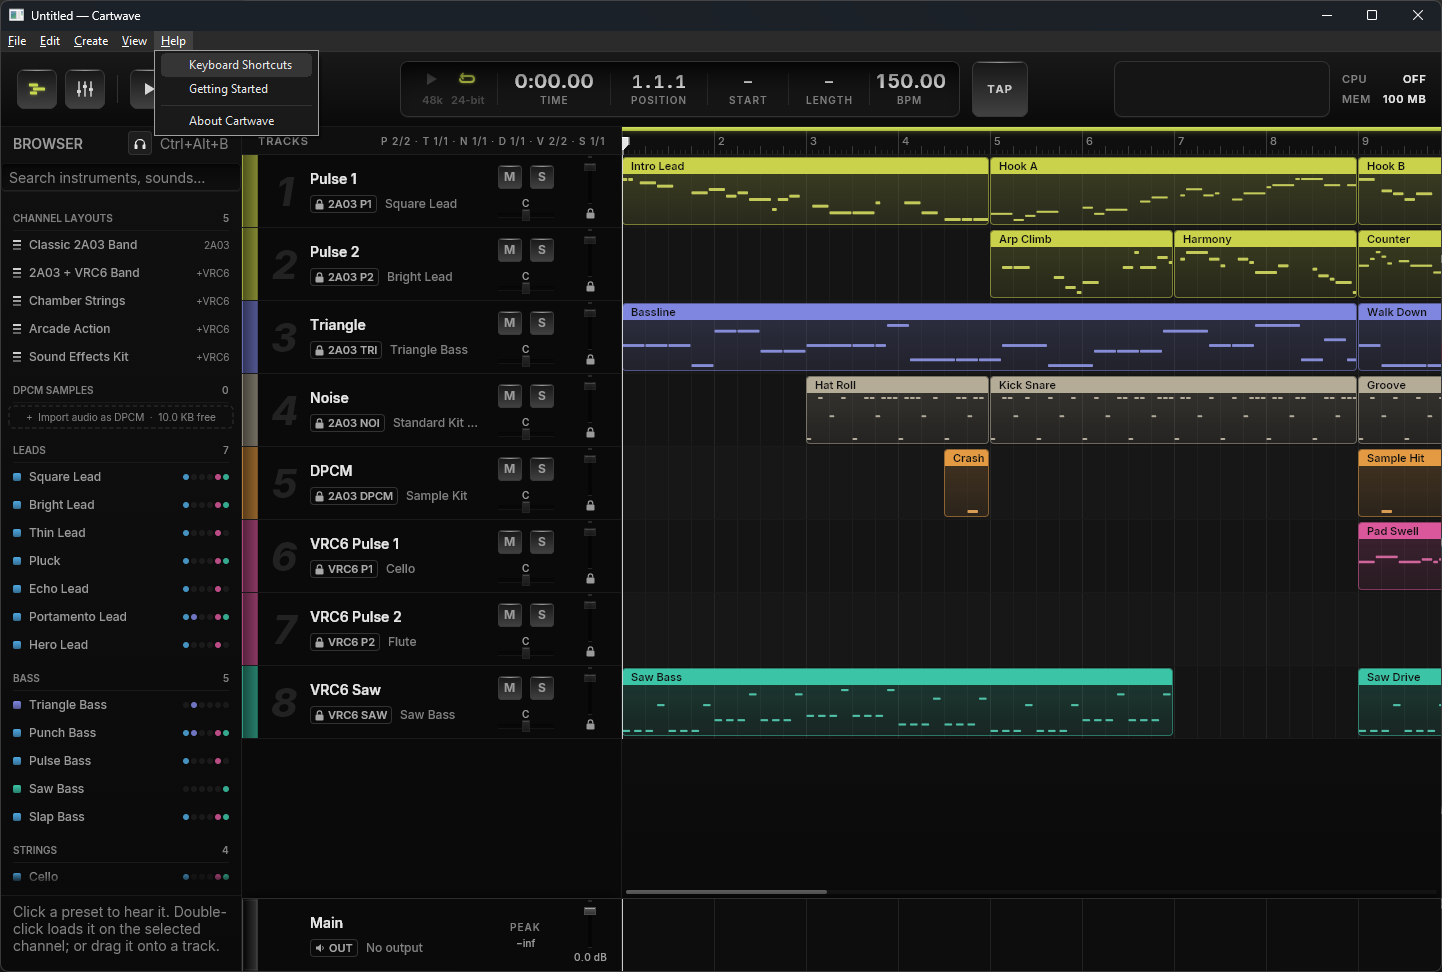 Untitled — Cartwave
File Edit Create View Help
Keyboard Shortcuts
Getting Started
About Cartwave
48k 24-bit
0:00.00
TIME
1.1.1
POSITION
–
START
–
LENGTH
150.00
BPM
TAP
CPU OFF
MEM 100 MB
BROWSER Ctrl+Alt+B
Search instruments, sounds...
CHANNEL LAYOUTS 5
Classic 2A03 Band 2A03
2A03 + VRC6 Band +VRC6
Chamber Strings +VRC6
Arcade Action +VRC6
Sound Effects Kit +VRC6
DPCM SAMPLES 0
+ Import audio as DPCM · 10.0 KB free
LEADS 7
Square Lead
Bright Lead
Thin Lead
Pluck
Echo Lead
Portamento Lead
Hero Lead
BASS 5
Triangle Bass
Punch Bass
Pulse Bass
Saw Bass
Slap Bass
STRINGS 4
Cello
Click a preset to hear it. Double-
click loads it on the selected
channel; or drag it onto a track.
TRACKS P 2/2 · T 1/1 · N 1/1 · D 1/1 · V 2/2 · S 1/1
1 Pulse 1 M S
2A03 P1 Square Lead C
2 Pulse 2 M S
2A03 P2 Bright Lead C
3 Triangle M S
2A03 TRI Triangle Bass C
4 Noise M S
2A03 NOI Standard Kit ... C
5 DPCM M S
2A03 DPCM Sample Kit C
6 VRC6 Pulse 1 M S
VRC6 P1 Cello C
7 VRC6 Pulse 2 M S
VRC6 P2 Flute C
8 VRC6 Saw M S
VRC6 SAW Saw Bass C
2 3 4 5 6 7 8 9
Intro Lead Hook A Hook B
Arp Climb Harmony Counter
Bassline Walk Down
Hat Roll Kick Snare Groove
Crash Sample Hit
Pad Swell
Saw Bass Saw Drive
Main
OUT No output
PEAK
-inf
0.0 dB